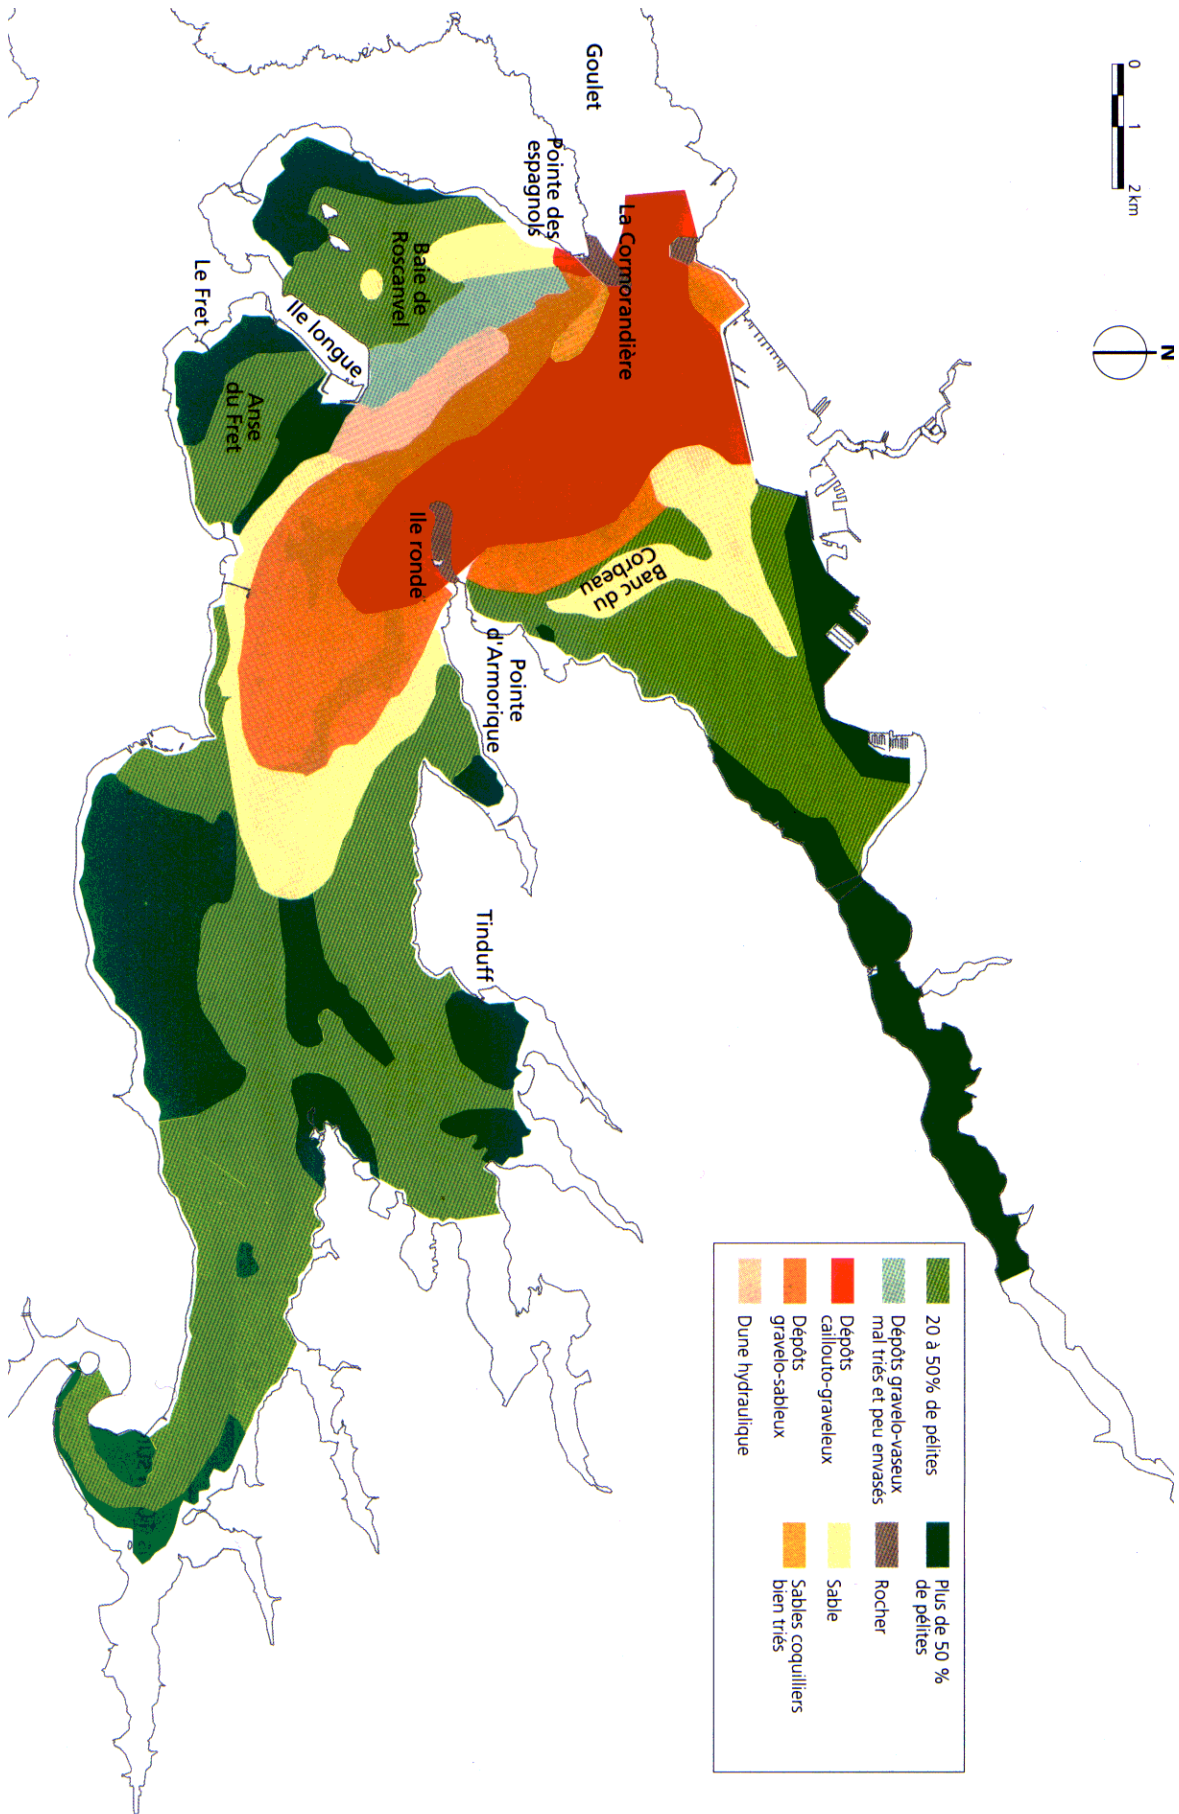 0 1 2 km
N
Goulet
Pointe des
espagnols
La Cormorandière
Baie de
Roscanvel
Le Fret
Ile longue
Anse
du Fret
Ile ronde
Banc du
Corbeau
Pointe
d'Armorique
Tinduff
20 à 50% de pélites
Dépôts gravelo-vaseux
mal triés et peu envasés
Dépôts
caillouto-graveleux
Dépôts
gravelo-sableux
Dune hydraulique
Plus de 50 %
de pélites
Rocher
Sable
Sables coquilliers
bien triés